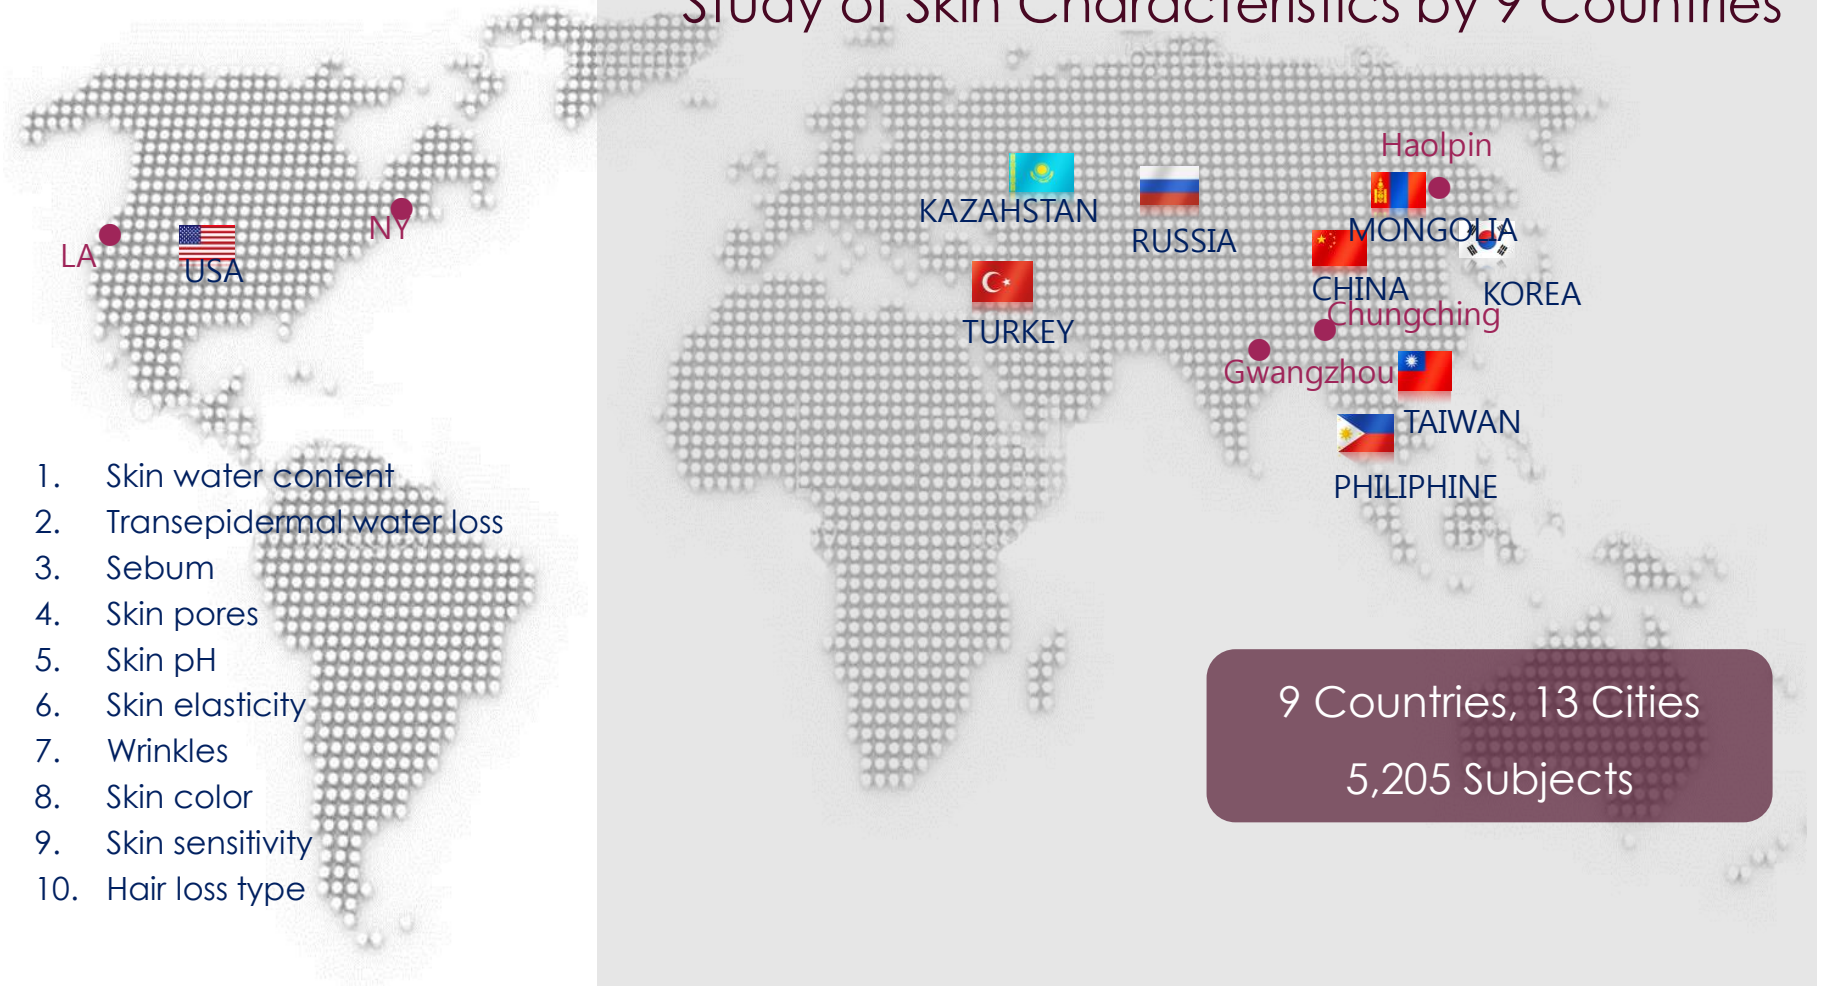 Study of Skin Characteristics by 9 Countries
Haolpin
KAZAHSTAN
RUSSIA
MONGOLIA
LA
NY
USA
CHINA
KOREA
Chungching
TURKEY
Gwangzhou
TAIWAN
PHILIPHINE
1. Skin water content
2. Transepidermal water loss
3. Sebum
4. Skin pores
5. Skin pH
6. Skin elasticity
7. Wrinkles
8. Skin color
9. Skin sensitivity
10. Hair loss type
9 Countries, 13 Cities
5,205 Subjects